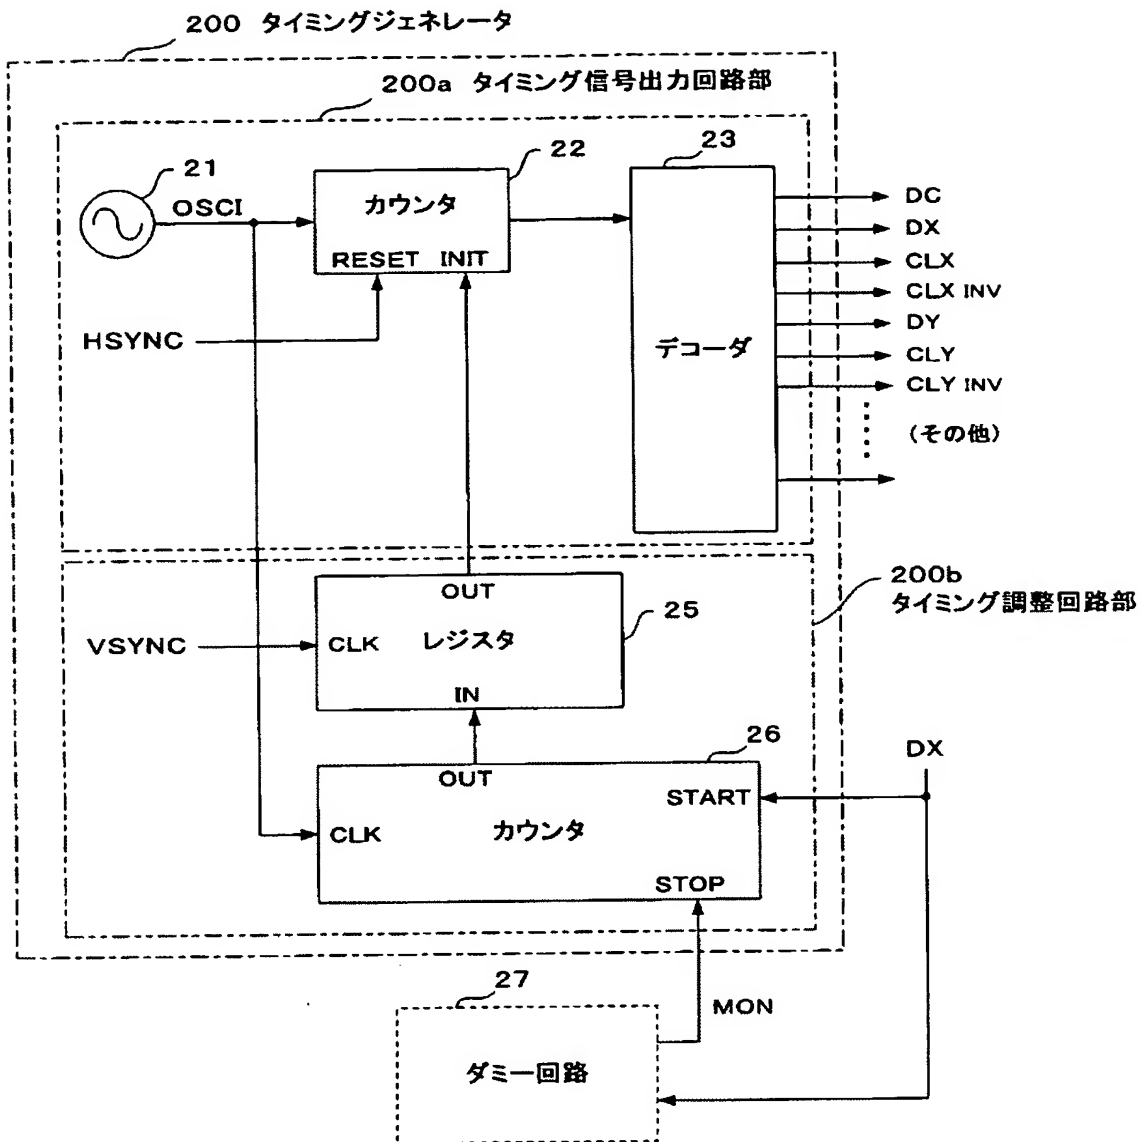 200 タイミングジェネレータ
200a タイミング信号出力回路部
21
OSCI
22
カウンタ
RESET INIT
HSYNC
23
デコーダ
DC
DX
CLX
CLX INV
DY
CLY
CLY INV
(その他)
200b
タイミング調整回路部
OUT
25
VSYNC
CLK レジスタ
IN
26
OUT
START
CLK カウンタ
STOP
DX
27
MON
ダミー回路